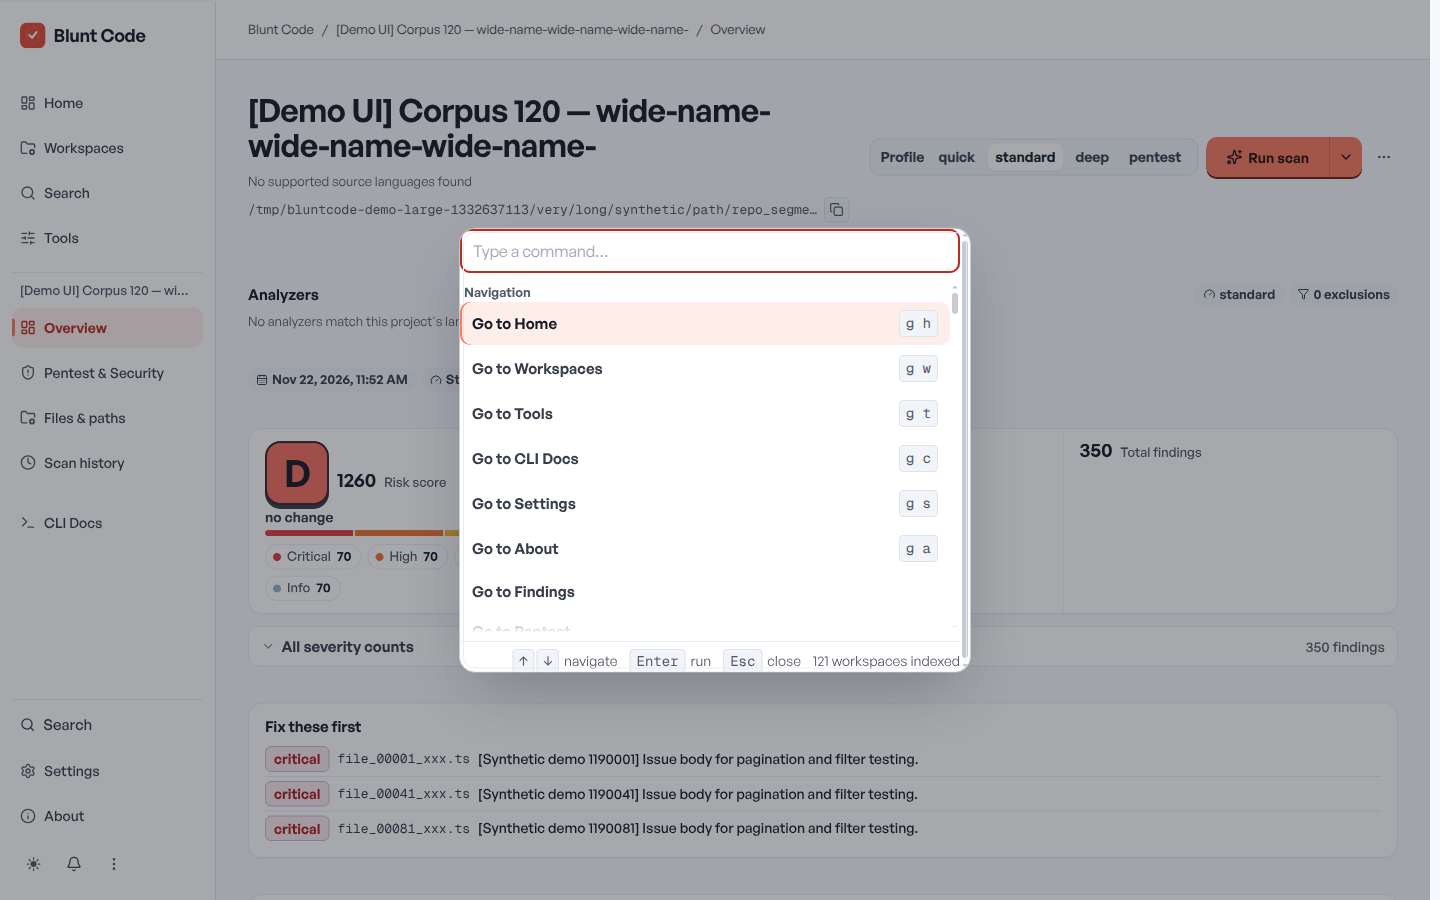 Blunt Code
Home
Workspaces
Search
Tools
[Demo UI] Corpus 120 — wi...
Overview
Pentest & Security
Files & paths
Scan history
CLI Docs
Search
Settings
About
Blunt Code / [Demo UI] Corpus 120 — wide-name-wide-name-wide-name- / Overview
[Demo UI] Corpus 120 — wide-name-
wide-name-wide-name-
No supported source languages found
/tmp/bluntcode-demo-large-1332637113/very/long/synthetic/path/repo_segme…
Profile quick standard deep pentest
Run scan
Analyzers
No analyzers match this project's lan
standard
0 exclusions
Nov 22, 2026, 11:52 AM
St
D
1260 Risk score
no change
Critical 70
High 70
Info 70
350 Total findings
All severity counts
350 findings
Fix these first
critical file_00001_xxx.ts [Synthetic demo 1190001] Issue body for pagination and filter testing.
critical file_00041_xxx.ts [Synthetic demo 1190041] Issue body for pagination and filter testing.
critical file_00081_xxx.ts [Synthetic demo 1190081] Issue body for pagination and filter testing.
Type a command...
Navigation
Go to Home g h
Go to Workspaces g w
Go to Tools g t
Go to CLI Docs g c
Go to Settings g s
Go to About g a
Go to Findings
Go to Pentest
↑ ↓ navigate Enter run Esc close 121 workspaces indexed